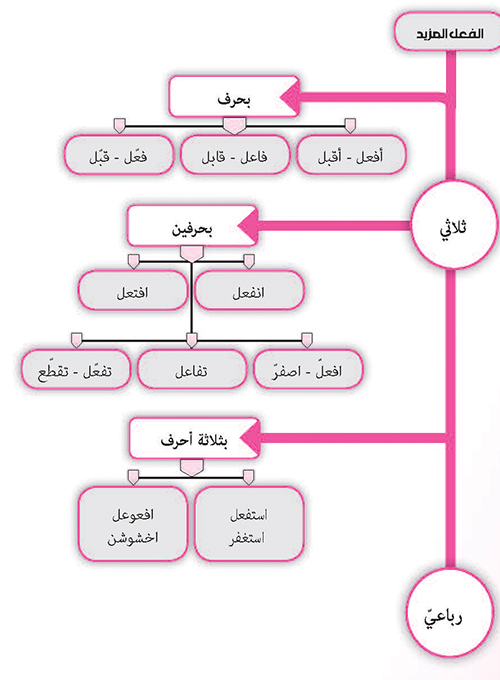 الفعل المزيد
بحرف
أفعل - أقبل
فاعل - قابل
فعّل - قبّل
ثلاثي
بحرفين
انفعل
افتعل
افعلّ - اصفرّ
تفاعل
تفعّل - تقطّع
بثلاثة أحرف
استفعل
استغفر
افعوعل
اخشوشن
رباعيّ